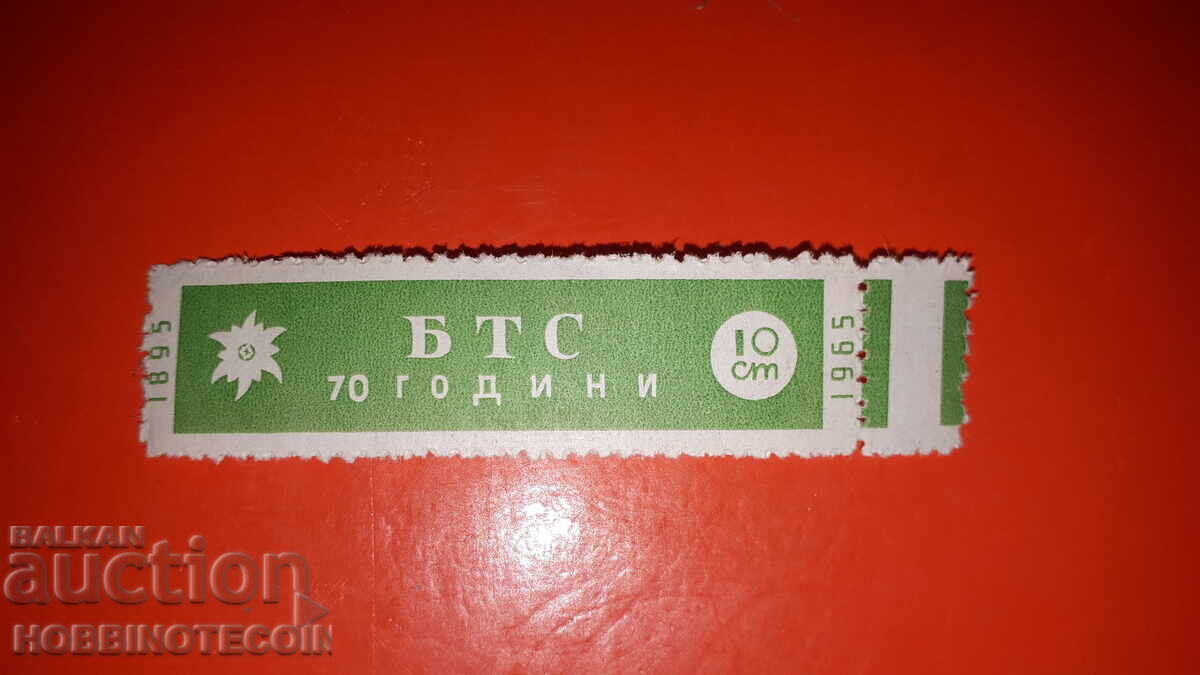 1895
БТС
70 ГОДИНИ
10
ст
1965
BALKAN
auction
HOBBINOTECOIN